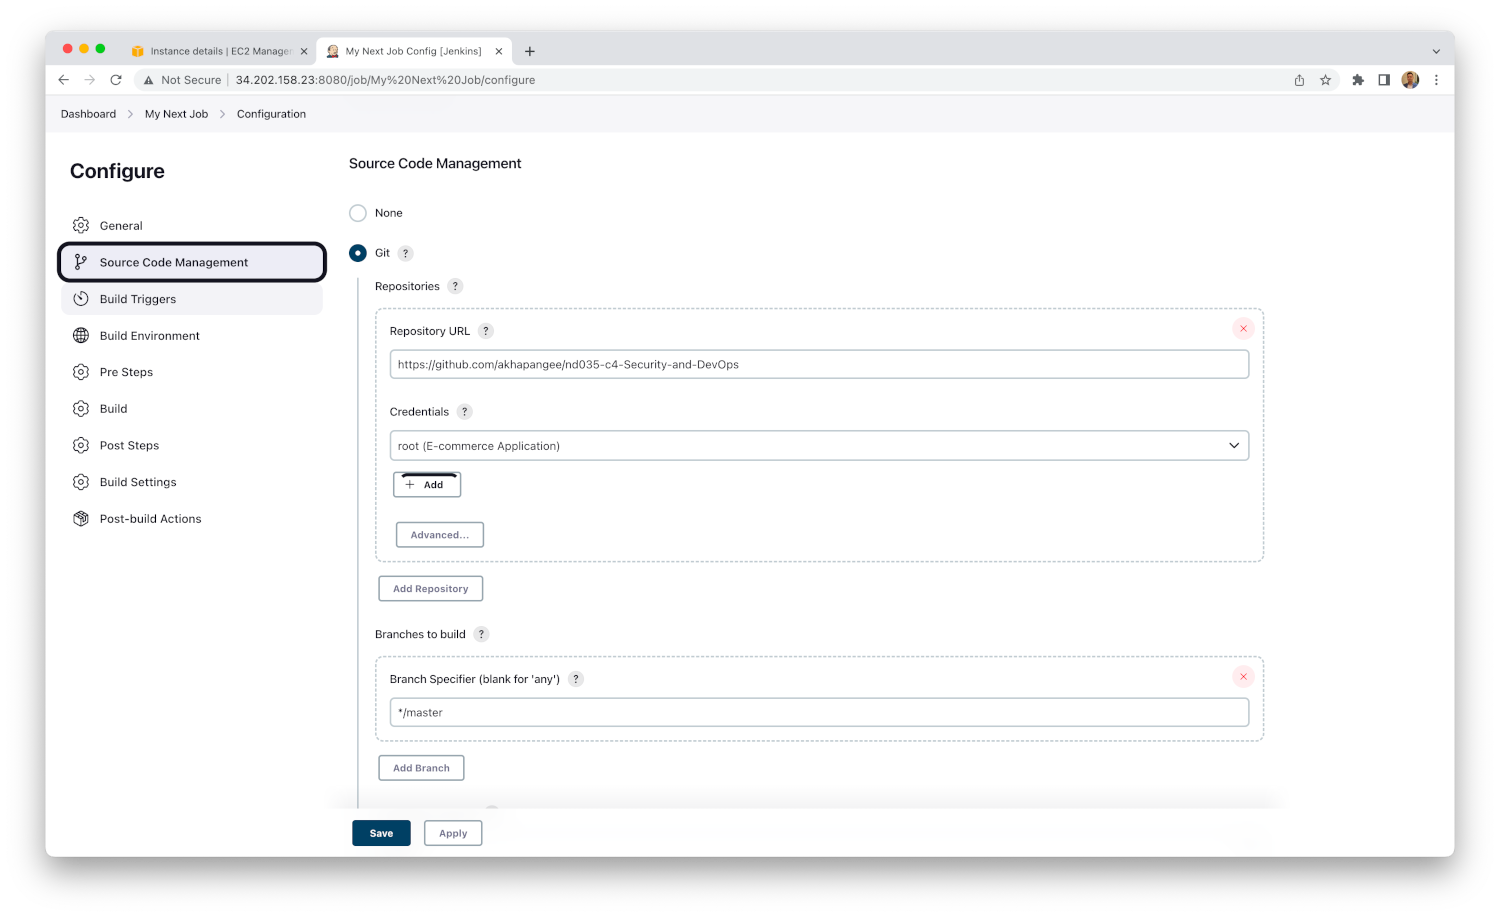 Instance details | EC2 Manager
My Next Job Config [Jenkins]
Not Secure 34.202.158.23:8080/job/My%20Next%20Job/configure
Dashboard My Next Job Configuration
Configure
General
Source Code Management
Build Triggers
Build Environment
Pre Steps
Build
Post Steps
Build Settings
Post-build Actions
Source Code Management
None
Git ?
Repositories ?
Repository URL ?
https://github.com/akhapangee/nd035-c4-Security-and-DevOps
Credentials ?
root (E-commerce Application)
+ Add
Advanced...
Add Repository
Branches to build ?
Branch Specifier (blank for 'any') ?
*/master
Add Branch
Save Apply